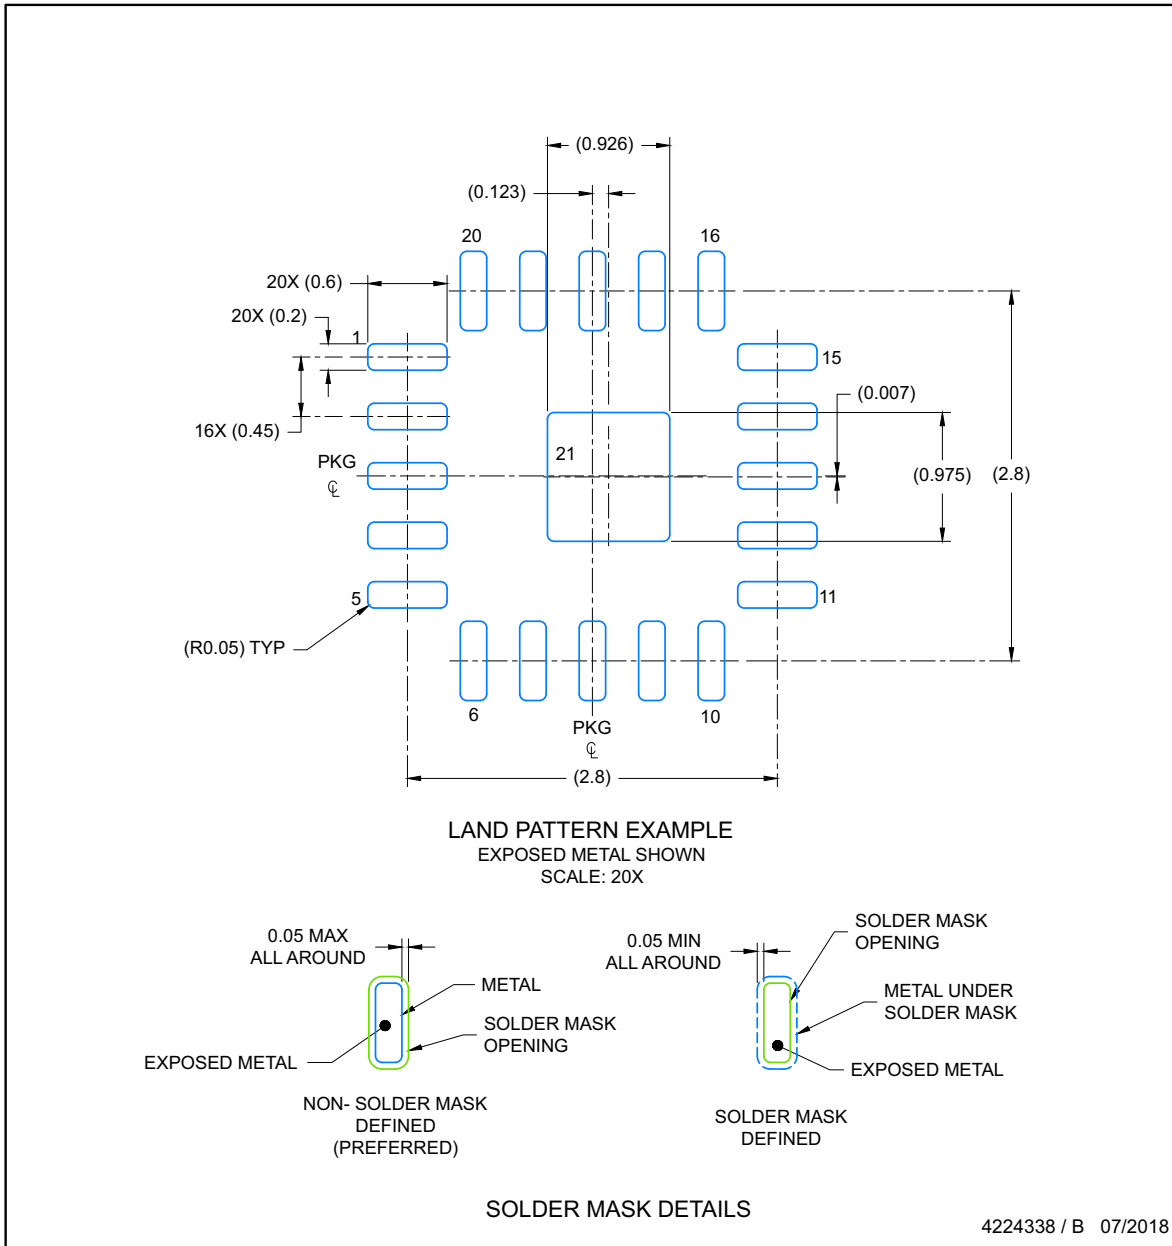 (0.926)
(0.123)
20
16
20X (0.6)
20X (0.2)
1
15
(0.007)
16X (0.45)
21
PKG
℄
(0.975)
(2.8)
5
11
(R0.05) TYP
6
10
PKG
℄
(2.8)
LAND PATTERN EXAMPLE
EXPOSED METAL SHOWN
SCALE: 20X
0.05 MAX
ALL AROUND
METAL
SOLDER MASK
OPENING
EXPOSED METAL
NON- SOLDER MASK
DEFINED
(PREFERRED)
0.05 MIN
ALL AROUND
SOLDER MASK
OPENING
METAL UNDER
SOLDER MASK
EXPOSED METAL
SOLDER MASK
DEFINED
SOLDER MASK DETAILS
4224338 / B 07/2018